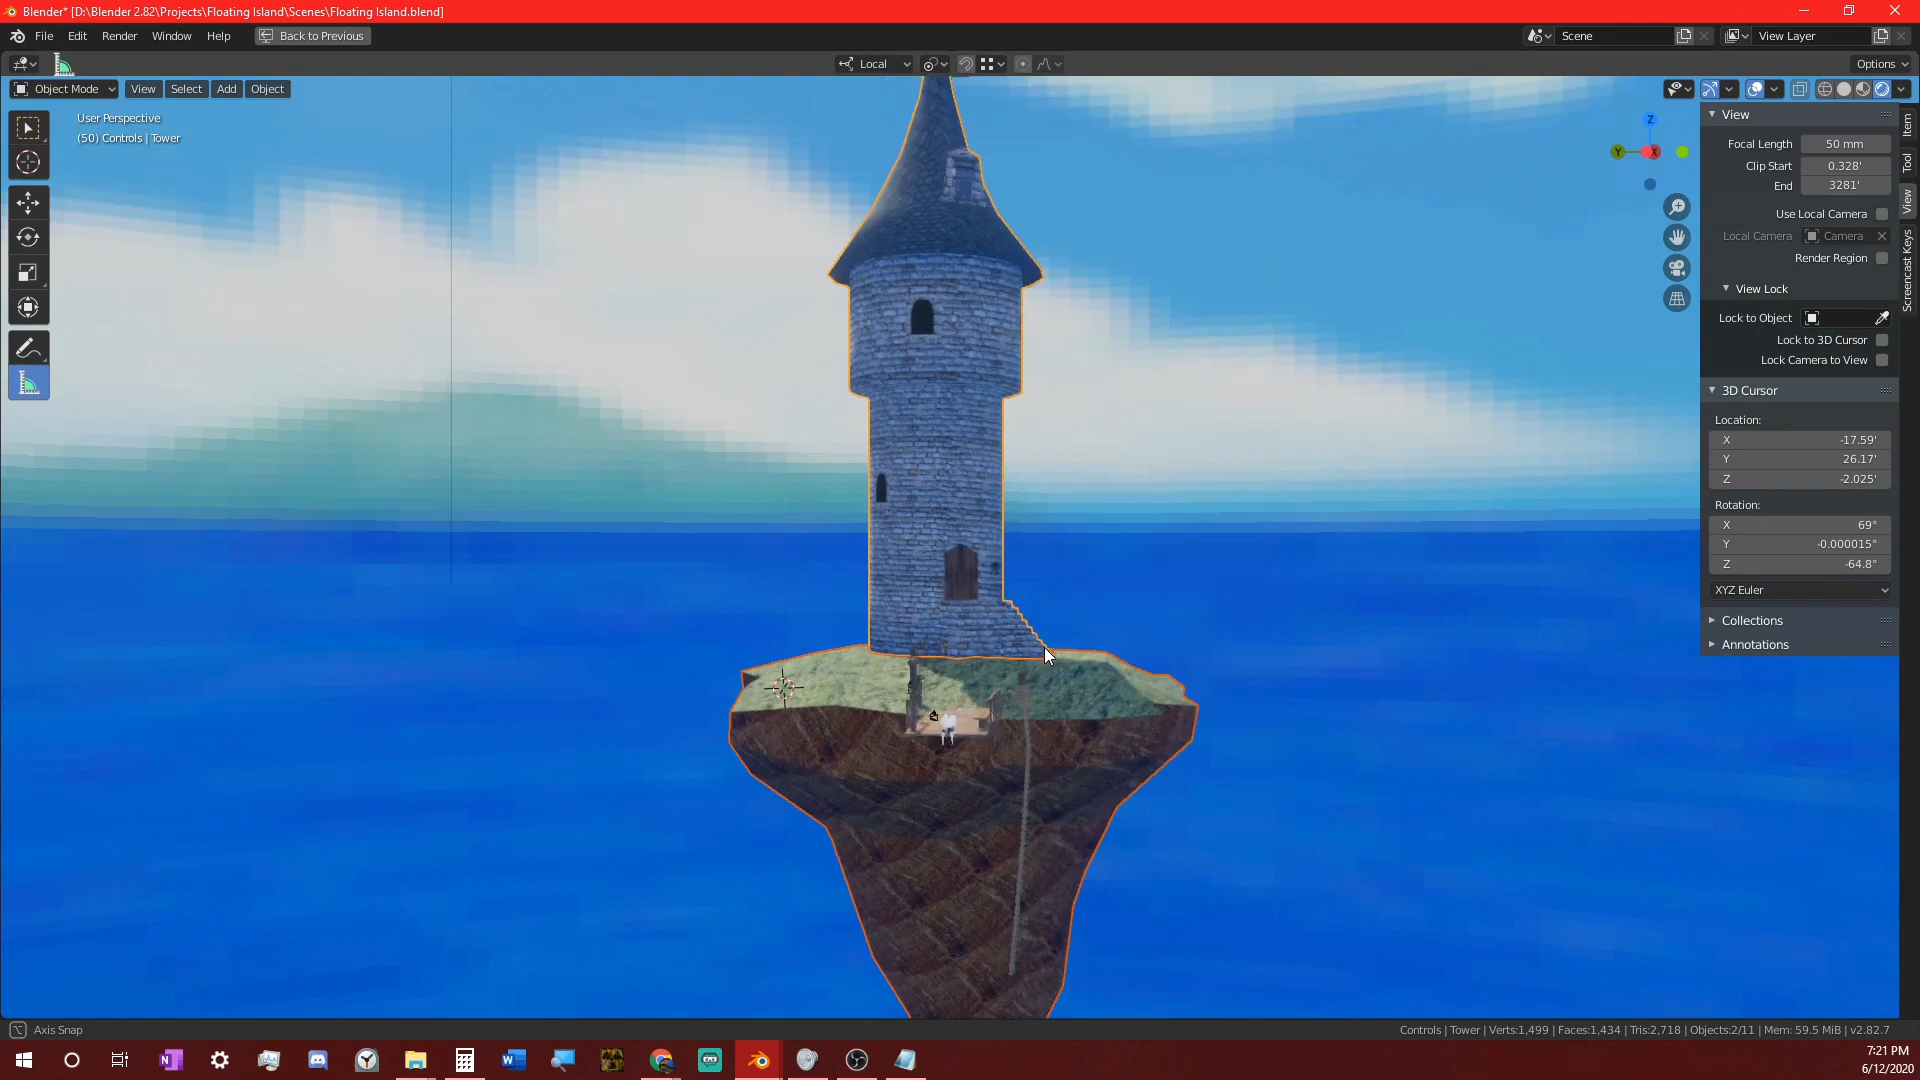 Blender* [D:\Blender 2.82\Projects\Floating Island\Scenes\Floating Island.blend]
File Edit Render Window Help Back to Previous Scene View Layer
Local Options
Object Mode View Select Add Object
User Perspective
(50) Controls | Tower
Z
Y X
View
Focal Length 50 mm
Clip Start 0.328'
End 3281'
Use Local Camera
Local Camera Camera
Render Region
View Lock
Lock to Object
Lock to 3D Cursor
Lock Camera to View
3D Cursor
Location:
X -17.59'
Y 26.17'
Z -2.025'
Rotation:
X 69°
Y -0.000015°
Z -64.8°
XYZ Euler
Collections
Annotations
Item
Tool
View
Screencast Keys
Axis Snap
Controls | Tower | Verts:1,499 | Faces:1,434 | Tris:2,718 | Objects:2/11 | Mem: 59.5 MiB | v2.82.7
7:21 PM
6/12/2020